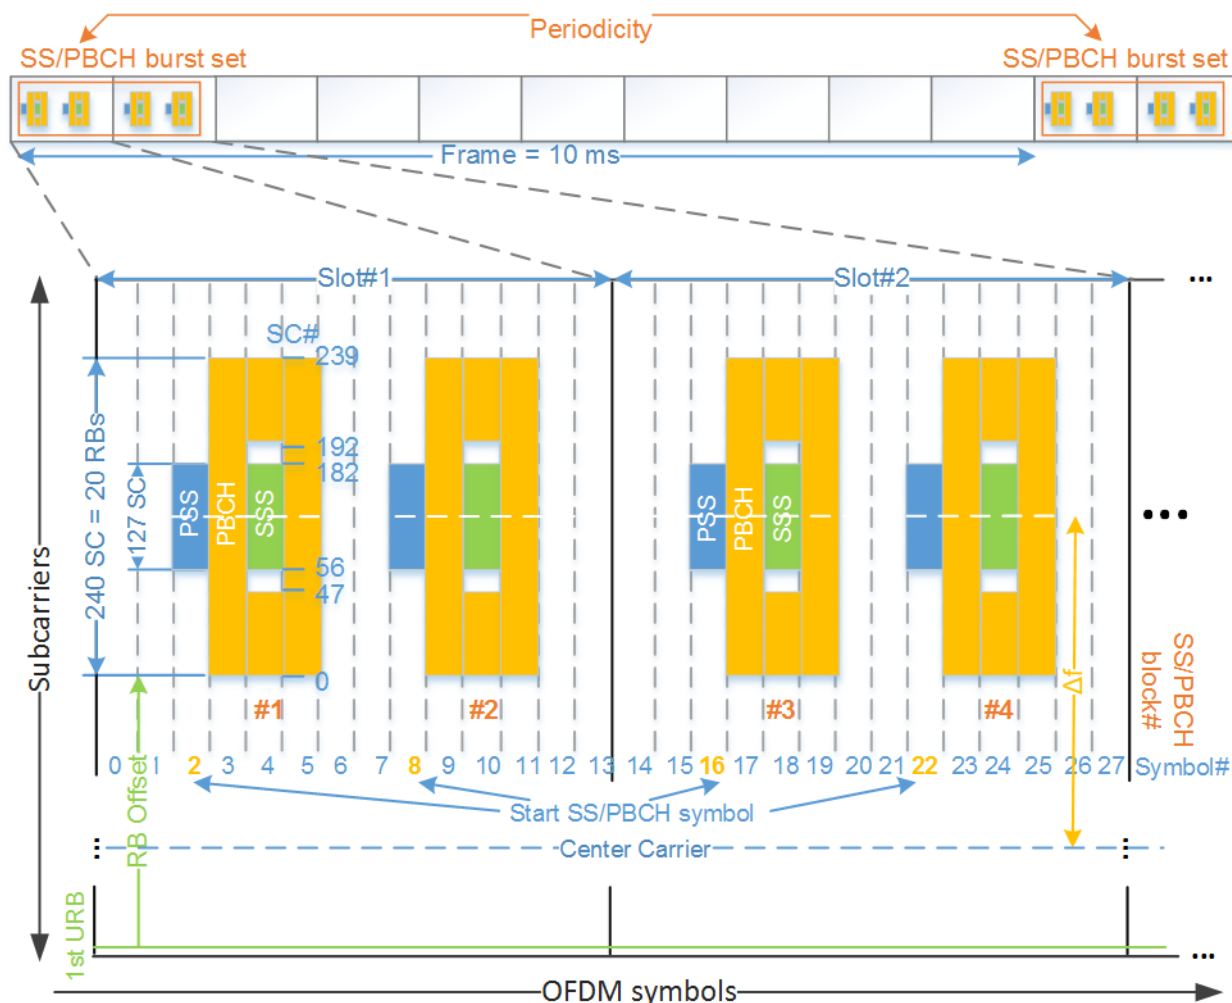 Periodicity
SS/PBCH burst set
SS/PBCH burst set
Frame = 10 ms
Slot#1
Slot#2
...
SC#
239
192
182
56
47
0
240 SC = 20 RBs
127 SC
PSS
PBCH
SSS
PSS
PBCH
SSS
...
Subcarriers
Δf
SS/PBCH
block#
#1
#2
#3
#4
0 1 2 3 4 5 6 7 8 9 10 11 12 13 14 15 16 17 18 19 20 21 22 23 24 25 26 27 Symbol#
Start SS/PBCH symbol
RB Offset
Center Carrier
1st URB
...
OFDM symbols